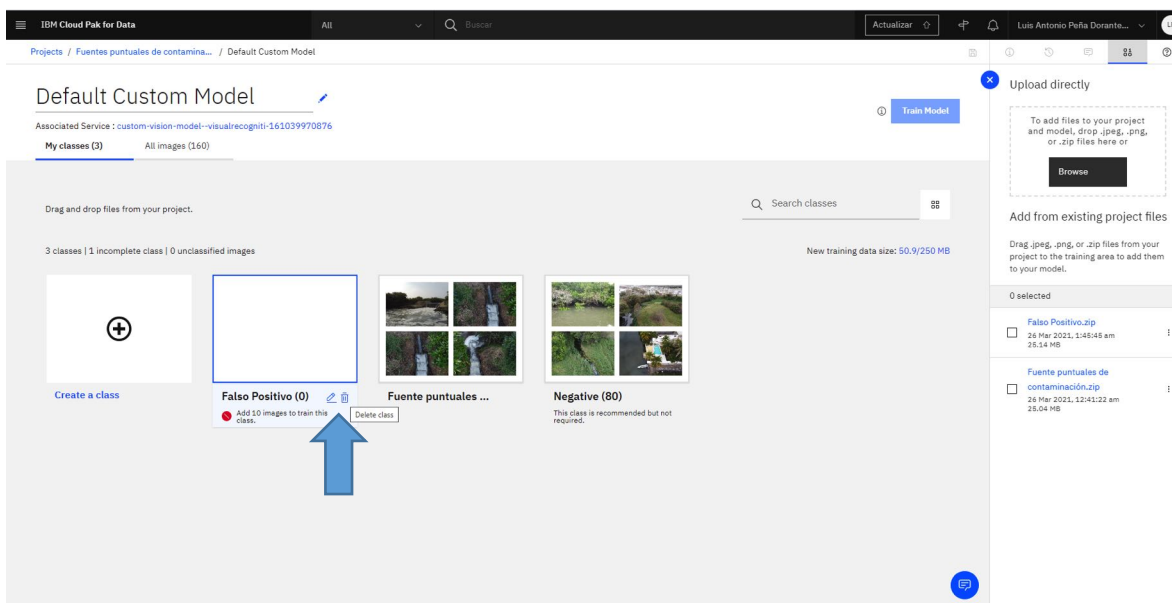 IBM Cloud Pak for Data
All
Buscar
Actualizar
Luis Antonio Peña Dorante...
Projects / Fuentes puntuales de contamina... / Default Custom Model
Default Custom Model
Train Model
Associated Service : custom-vision-model--visualrecogniti-161039970876
My classes (3)
All images (160)
Drag and drop files from your project.
Search classes
3 classes | 1 incomplete class | 0 unclassified images
New training data size: 50.9/250 MB
Create a class
Falso Positivo (0)
Add 10 images to train this
class.
Delete class
Fuente puntuales ...
Negative (80)
This class is recommended but not
required.
Upload directly
To add files to your project
and model, drop .jpeg, .png,
or .zip files here or
Browse
Add from existing project files
Drag .jpeg, .png, or .zip files from your
project to the training area to add them
to your model.
0 selected
Falso Positivo.zip
26 Mar 2021, 1:45:45 am
25.14 MB
Fuente puntuales de
contaminación.zip
26 Mar 2021, 12:41:22 am
25.04 MB